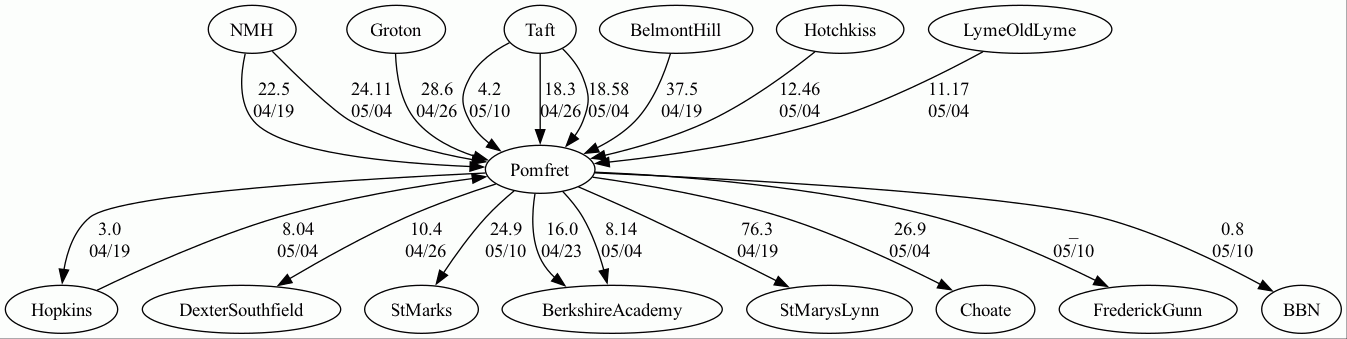 NMH Groton Taft BelmontHill Hotchkiss LymeOldLyme
22.5 24.11 28.6 4.2 18.3 18.58 37.5 12.46 11.17
04/19 05/04 04/26 05/10 04/26 05/04 04/19 05/04 05/04
Pomfret
3.0 8.04 10.4 24.9 16.0 8.14 76.3 26.9 _ 0.8
04/19 05/04 04/26 05/10 04/23 05/04 04/19 05/04 05/10 05/10
Hopkins DexterSouthfield StMarks BerkshireAcademy StMarysLynn Choate FrederickGunn BBN